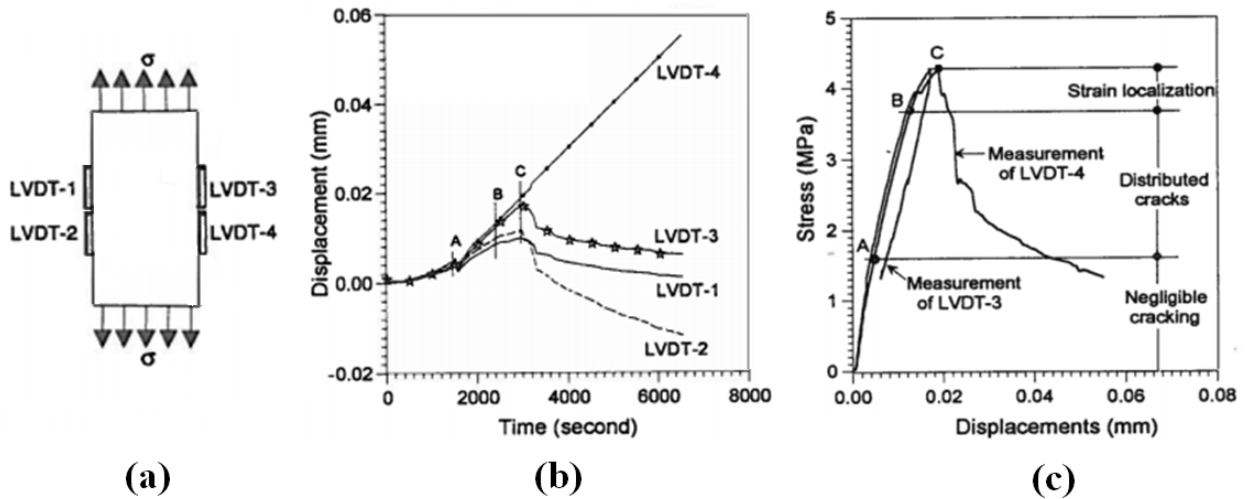 σ
LVDT-1
LVDT-3
LVDT-2
LVDT-4
σ
(a)
0.06
0.04
0.02
0.00
-0.02
Displacement (mm)
0
2000
4000
6000
8000
Time (second)
A
B
C
LVDT-4
LVDT-3
LVDT-1
LVDT-2
(b)
5
4
3
2
1
0
Stress (MPa)
0.00
0.02
0.04
0.06
0.08
Displacements (mm)
C
B
A
Strain localization
Measurement
of LVDT-4
Distributed
cracks
Measurement
of LVDT-3
Negligible
cracking
(c)